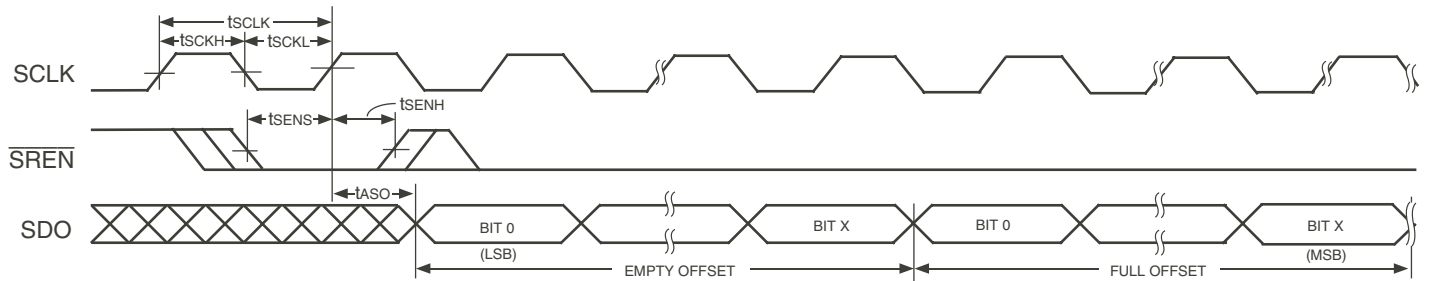 tSCLK
tSCKH
tSCKL
SCLK
tSENH
tSENS
SREN
tASO
SDO
BIT 0
BIT X
BIT 0
BIT X
(LSB)
(MSB)
EMPTY OFFSET
FULL OFFSET